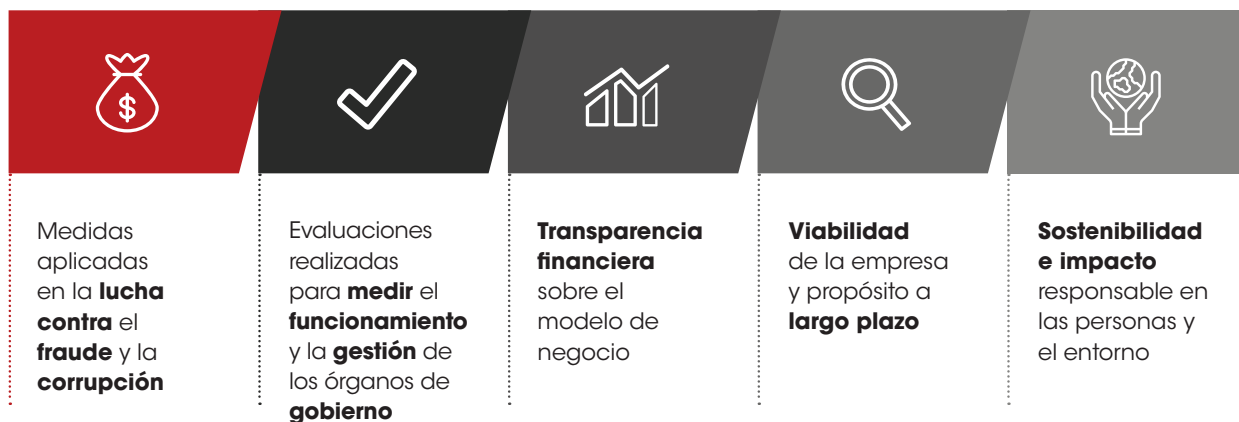 $
Medidas
aplicadas
en la lucha
contra el
fraude y la
corrupción
Evaluaciones
realizadas
para medir el
funcionamiento
y la gestión de
los órganos de
gobierno
Transparencia
financiera
sobre el
modelo de
negocio
Viabilidad
de la empresa
y propósito a
largo plazo
Sostenibilidad
e impacto
responsable en
las personas y
el entorno